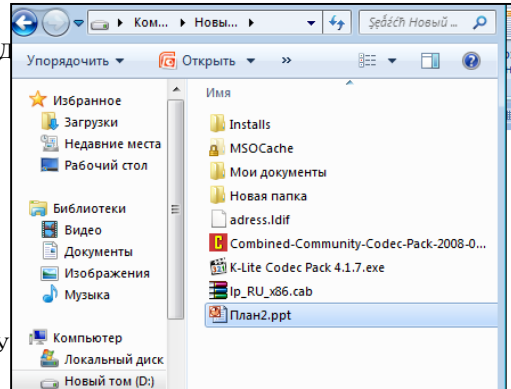 Ком... Новы...
Şęđžćħ Новый ...
Упорядочить Открыть »
Избранное
Загрузки
Недавние места
Рабочий стол
Библиотеки
Видео
Документы
Изображения
Музыка
Компьютер
Локальный диск
Новый том (D:)
Имя
Installs
MSOCache
Мои документы
Новая папка
adress.ldif
Combined-Community-Codec-Pack-2008-0...
K-Lite Codec Pack 4.1.7.exe
lp_RU_x86.cab
План2.ppt